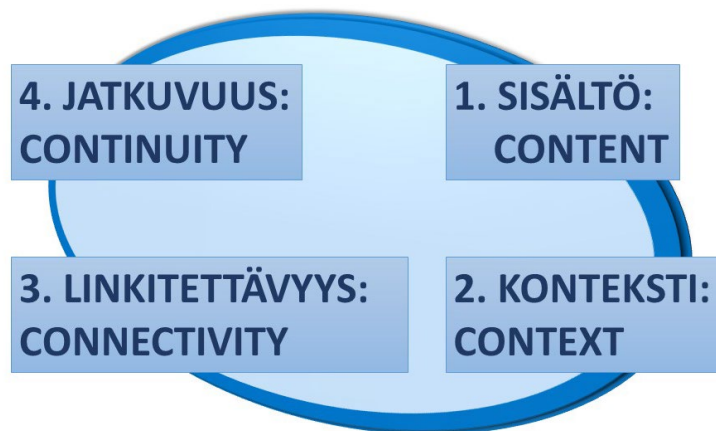 4. JATKUVUUS:
CONTINUITY
1. SISÄLTÖ:
CONTENT
3. LINKITETTÄVYYS:
CONNECTIVITY
2. KONTEKSTI:
CONTEXT